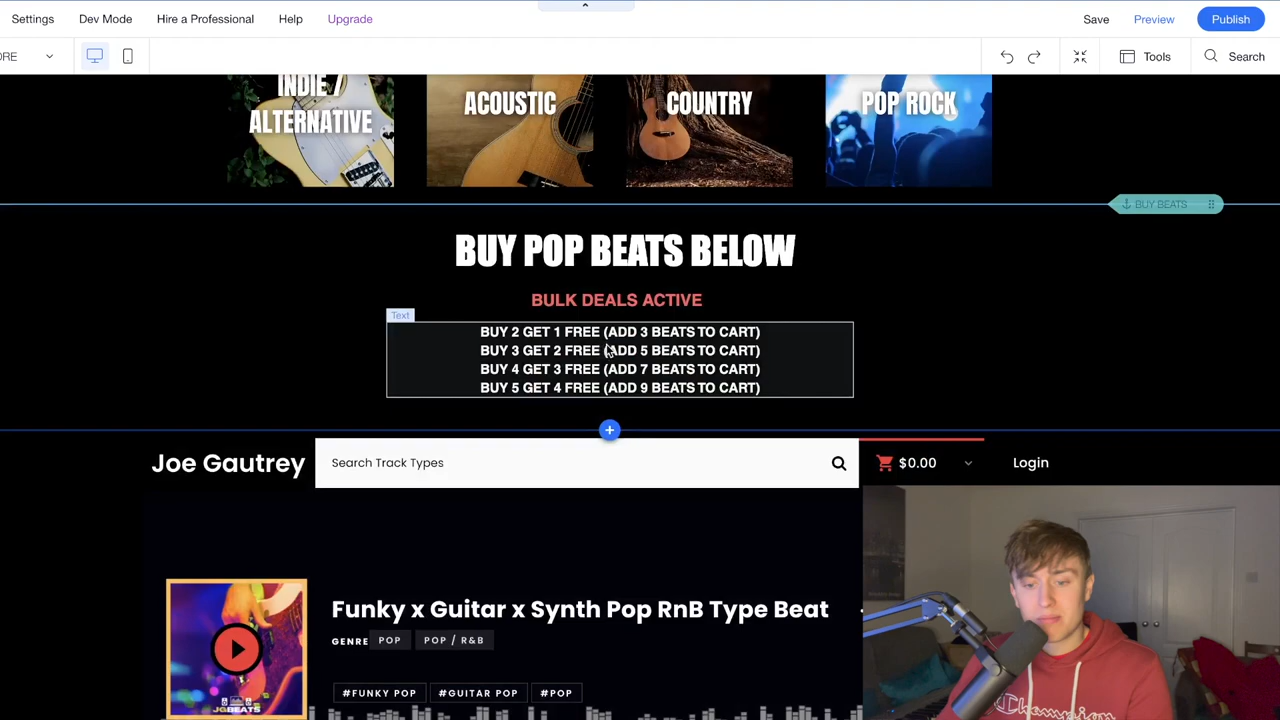 Settings
Dev Mode
Hire a Professional
Help
Upgrade
Save
Preview
Publish
ORE
Tools
Search
INDIE /
ALTERNATIVE
ACOUSTIC
COUNTRY
POP ROCK
BUY BEATS
BUY POP BEATS BELOW
BULK DEALS ACTIVE
Text
BUY 2 GET 1 FREE (ADD 3 BEATS TO CART)
BUY 3 GET 2 FREE (ADD 5 BEATS TO CART)
BUY 4 GET 3 FREE (ADD 7 BEATS TO CART)
BUY 5 GET 4 FREE (ADD 9 BEATS TO CART)
Joe Gautrey
Search Track Types
$0.00
Login
Funky x Guitar x Synth Pop RnB Type Beat
GENRE
POP
POP / R&B
#FUNKY POP
#GUITAR POP
#POP
JGBEATS
Champion